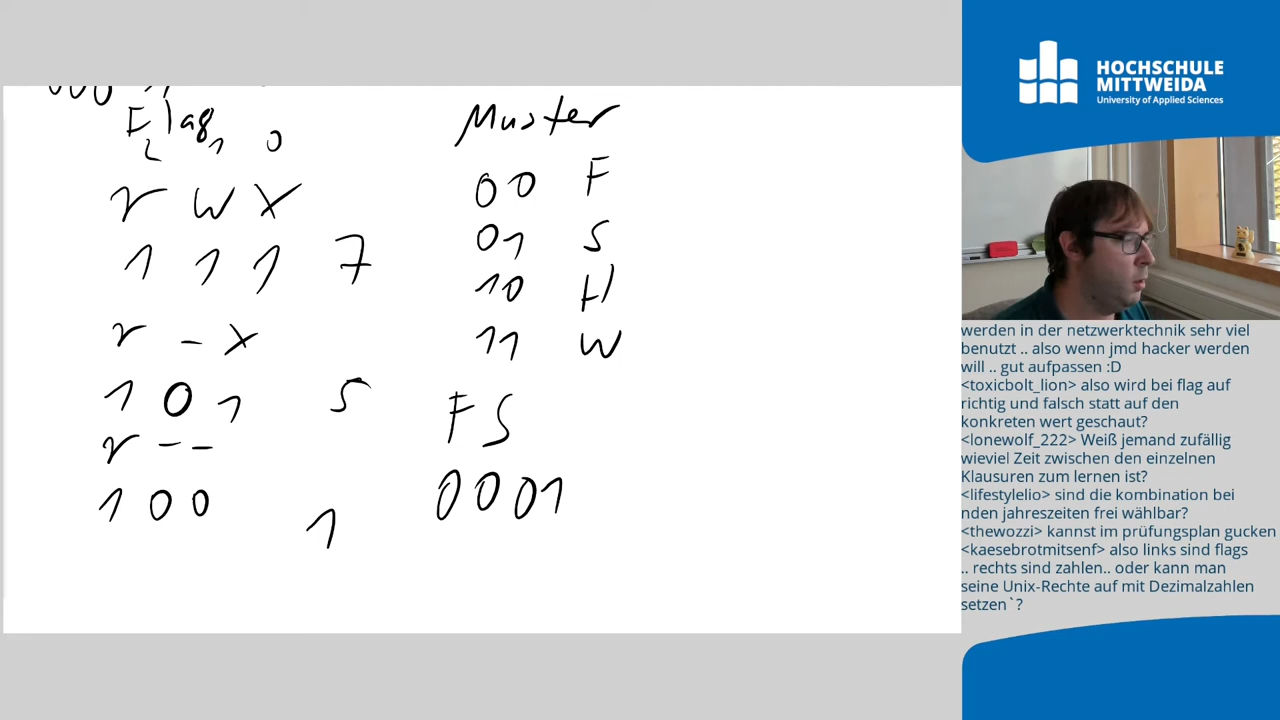 000 11
Flag
2 1 0
r w x
1 1 1 7
r - x
1 0 1 5
r - -
1 0 0
1
Muster
00 F
01 S
10 H
11 W
FS
0001
HOCHSCHULE
MITTWEIDA
University of Applied Sciences
werden in der netzwerktechnik sehr viel
benutzt .. also wenn jmd hacker werden
will .. gut aufpassen :D
<toxicbolt_lion> also wird bei flag auf
richtig und falsch statt auf den
konkreten wert geschaut?
<lonewolf_222> Weiß jemand zufällig
wieviel Zeit zwischen den einzelnen
Klausuren zum lernen ist?
<lifestylelio> sind die kombination bei
nden jahreszeiten frei wählbar?
<thewozzi> kannst im prüfungsplan gucken
<kaesebrotmitsenf> also links sind flags
.. rechts sind zahlen.. oder kann man
seine Unix-Rechte auf mit Dezimalzahlen
setzen`?